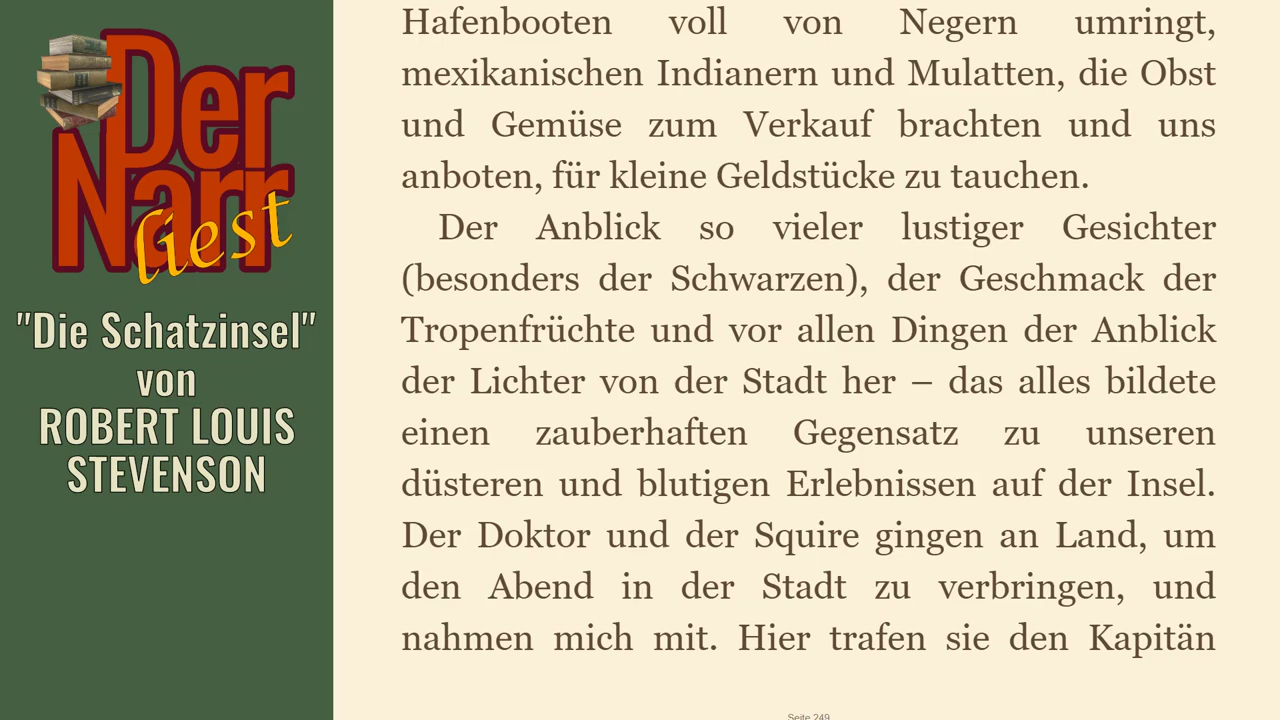 Der
Narr
liest
"Die Schatzinsel"
von
ROBERT LOUIS
STEVENSON
Hafenbooten voll von Negern umringt,
mexikanischen Indianern und Mulatten, die Obst
und Gemüse zum Verkauf brachten und uns
anboten, für kleine Geldstücke zu tauchen.
Der Anblick so vieler lustiger Gesichter
(besonders der Schwarzen), der Geschmack der
Tropenfrüchte und vor allen Dingen der Anblick
der Lichter von der Stadt her – das alles bildete
einen zauberhaften Gegensatz zu unseren
düsteren und blutigen Erlebnissen auf der Insel.
Der Doktor und der Squire gingen an Land, um
den Abend in der Stadt zu verbringen, und
nahmen mich mit. Hier trafen sie den Kapitän
Seite 249